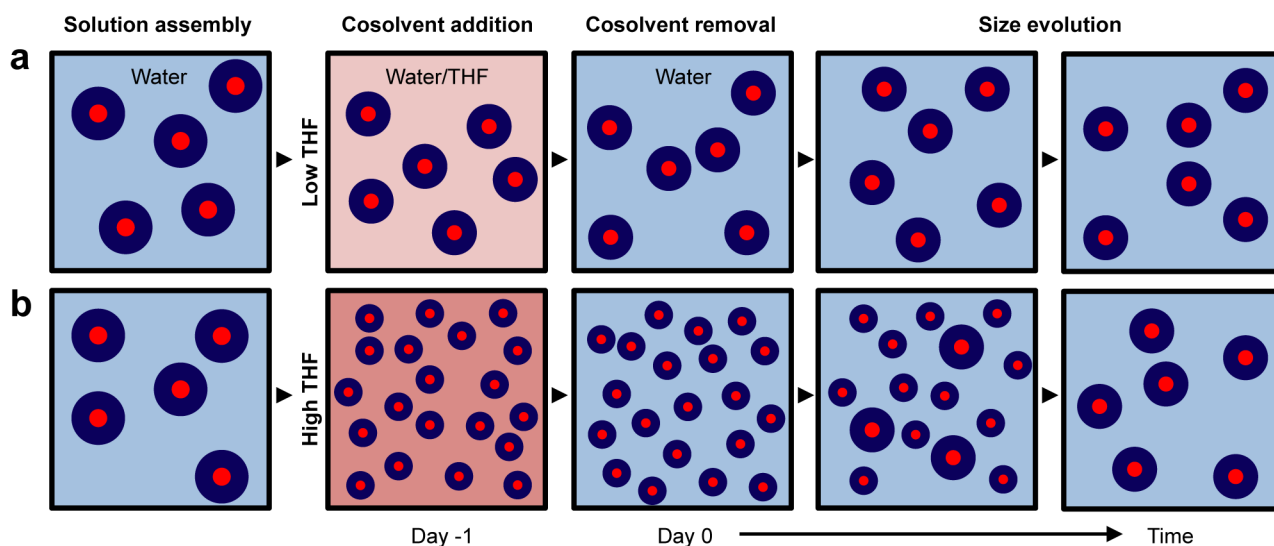 Solution assembly
Cosolvent addition
Cosolvent removal
Size evolution
a
Water
Low THF
Water/THF
Water
b
High THF
Day -1
Day 0
Time